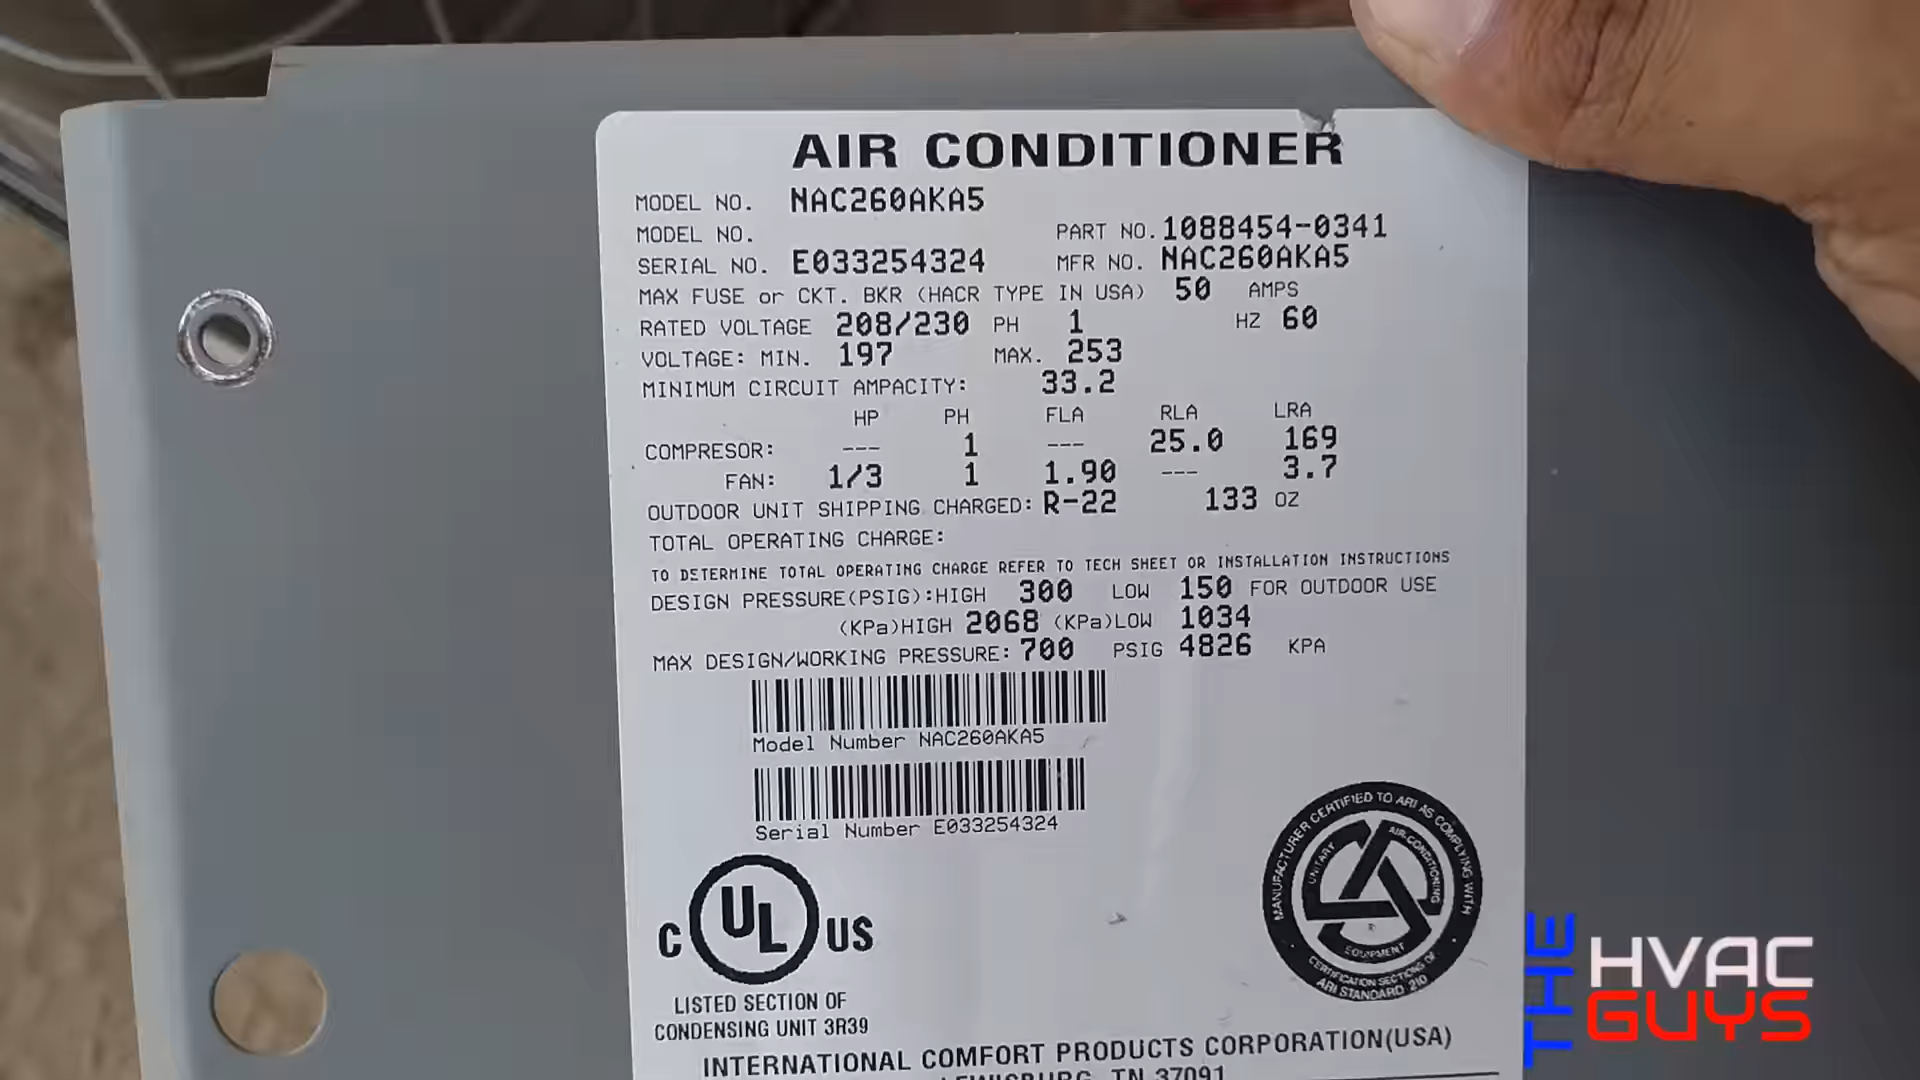 AIR CONDITIONER
MODEL NO. NAC260AKA5
MODEL NO. PART NO. 1088454-0341
SERIAL NO. E033254324 MFR NO. NAC260AKA5
MAX FUSE or CKT. BKR (HACR TYPE IN USA) 50 AMPS
RATED VOLTAGE 208/230 PH 1 HZ 60
VOLTAGE: MIN. 197 MAX. 253
MINIMUM CIRCUIT AMPACITY: 33.2
HP PH FLA RLA LRA
COMPRESOR: --- 1 --- 25.0 169
FAN: 1/3 1 1.90 --- 3.7
OUTDOOR UNIT SHIPPING CHARGED: R-22 133 OZ
TOTAL OPERATING CHARGE:
TO DETERMINE TOTAL OPERATING CHARGE REFER TO TECH SHEET OR INSTALLATION INSTRUCTIONS
DESIGN PRESSURE(PSIG):HIGH 300 LOW 150 FOR OUTDOOR USE
(KPa)HIGH 2068 (KPa)LOW 1034
MAX DESIGN/WORKING PRESSURE: 700 PSIG 4826 KPA
Model Number NAC260AKA5
Serial Number E033254324
C UL US
LISTED SECTION OF
CONDENSING UNIT 3R39
MANUFACTURER CERTIFIED TO ARI AS COMPLYING WITH
UNITARY AIR-CONDITIONING
EQUIPMENT
CERTIFICATION SECTIONS OF
ARI STANDARD 210
INTERNATIONAL COMFORT PRODUCTS CORPORATION(USA)
LEWISBURG, TN 37091
THE HVAC GUYS